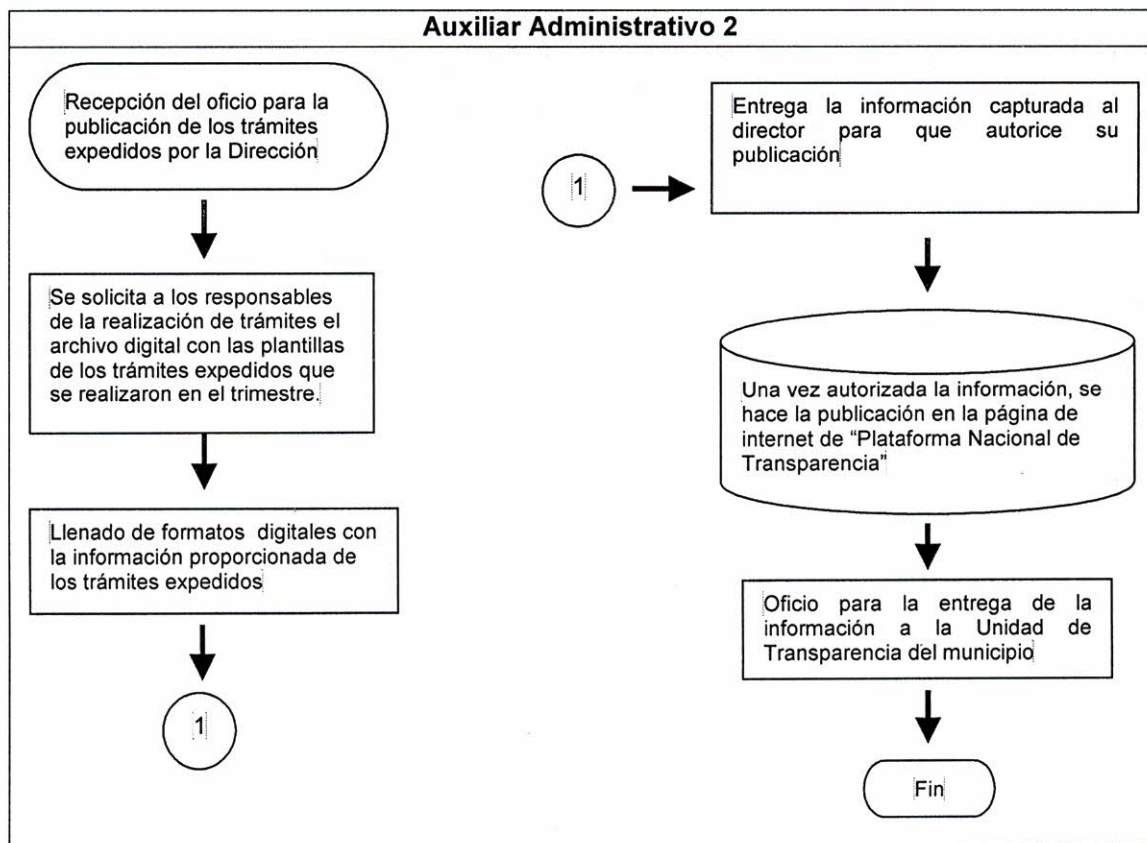 Auxiliar Administrativo 2
Recepción del oficio para la
publicación de los trámites
expedidos por la Dirección
Se solicita a los responsables
de la realización de trámites el
archivo digital con las plantillas
de los trámites expedidos que
se realizaron en el trimestre.
Llenado de formatos digitales con
la información proporcionada de
los trámites expedidos
1
1
Entrega la información capturada al
director para que autorice su
publicación
Una vez autorizada la información, se
hace la publicación en la página de
internet de “Plataforma Nacional de
Transparencia”
Oficio para la entrega de la
información a la Unidad de
Transparencia del municipio
Fin